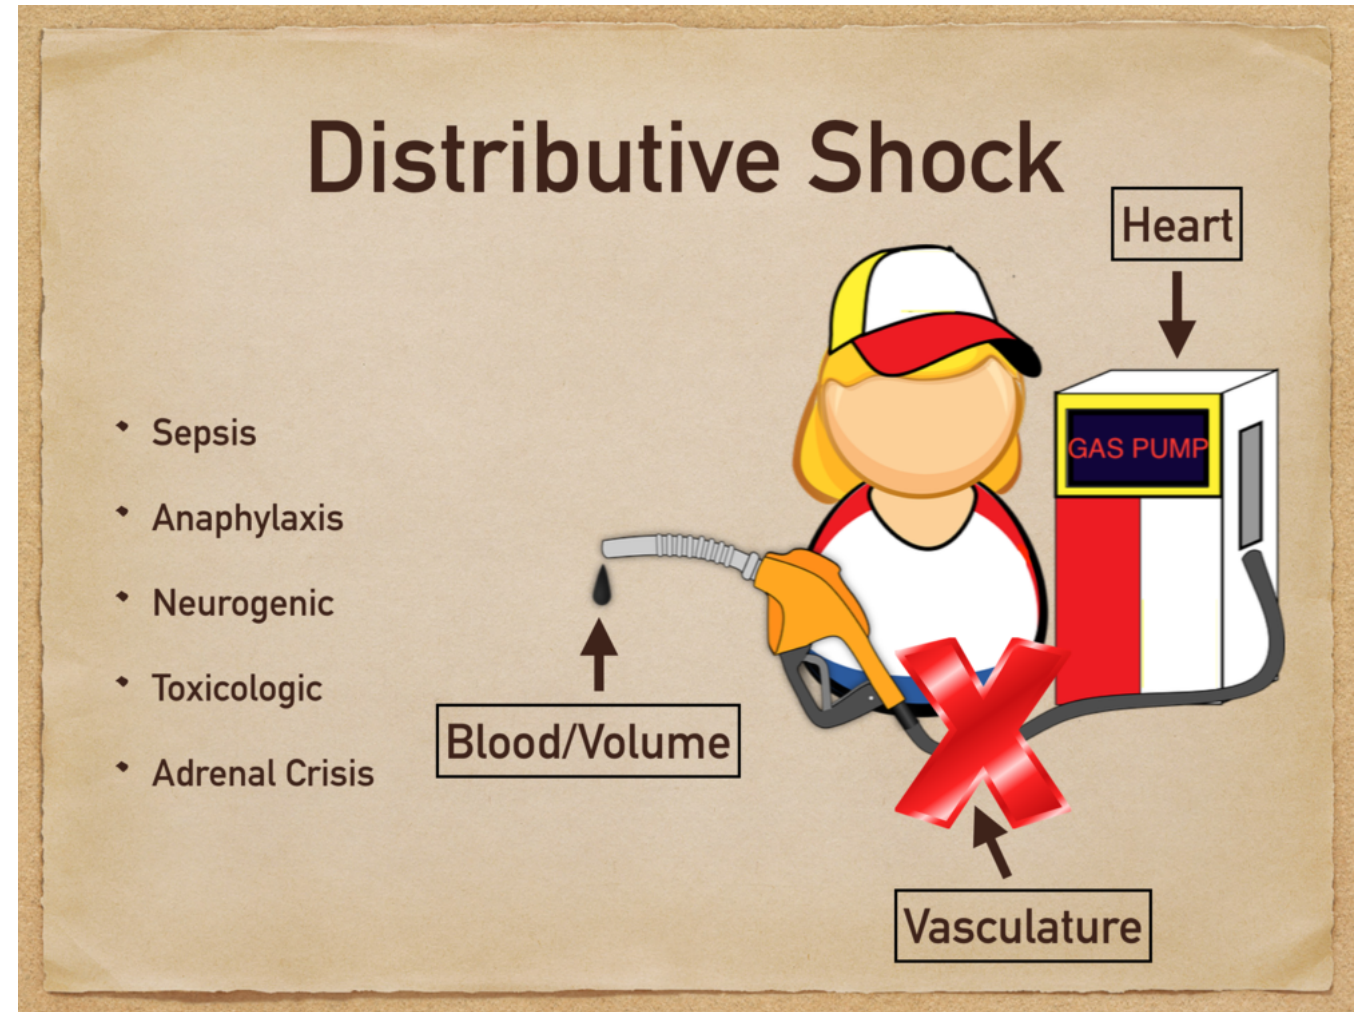 Distributive Shock
Heart
GAS PUMP
• Sepsis
• Anaphylaxis
• Neurogenic
• Toxicologic
• Adrenal Crisis
Blood/Volume
Vasculature